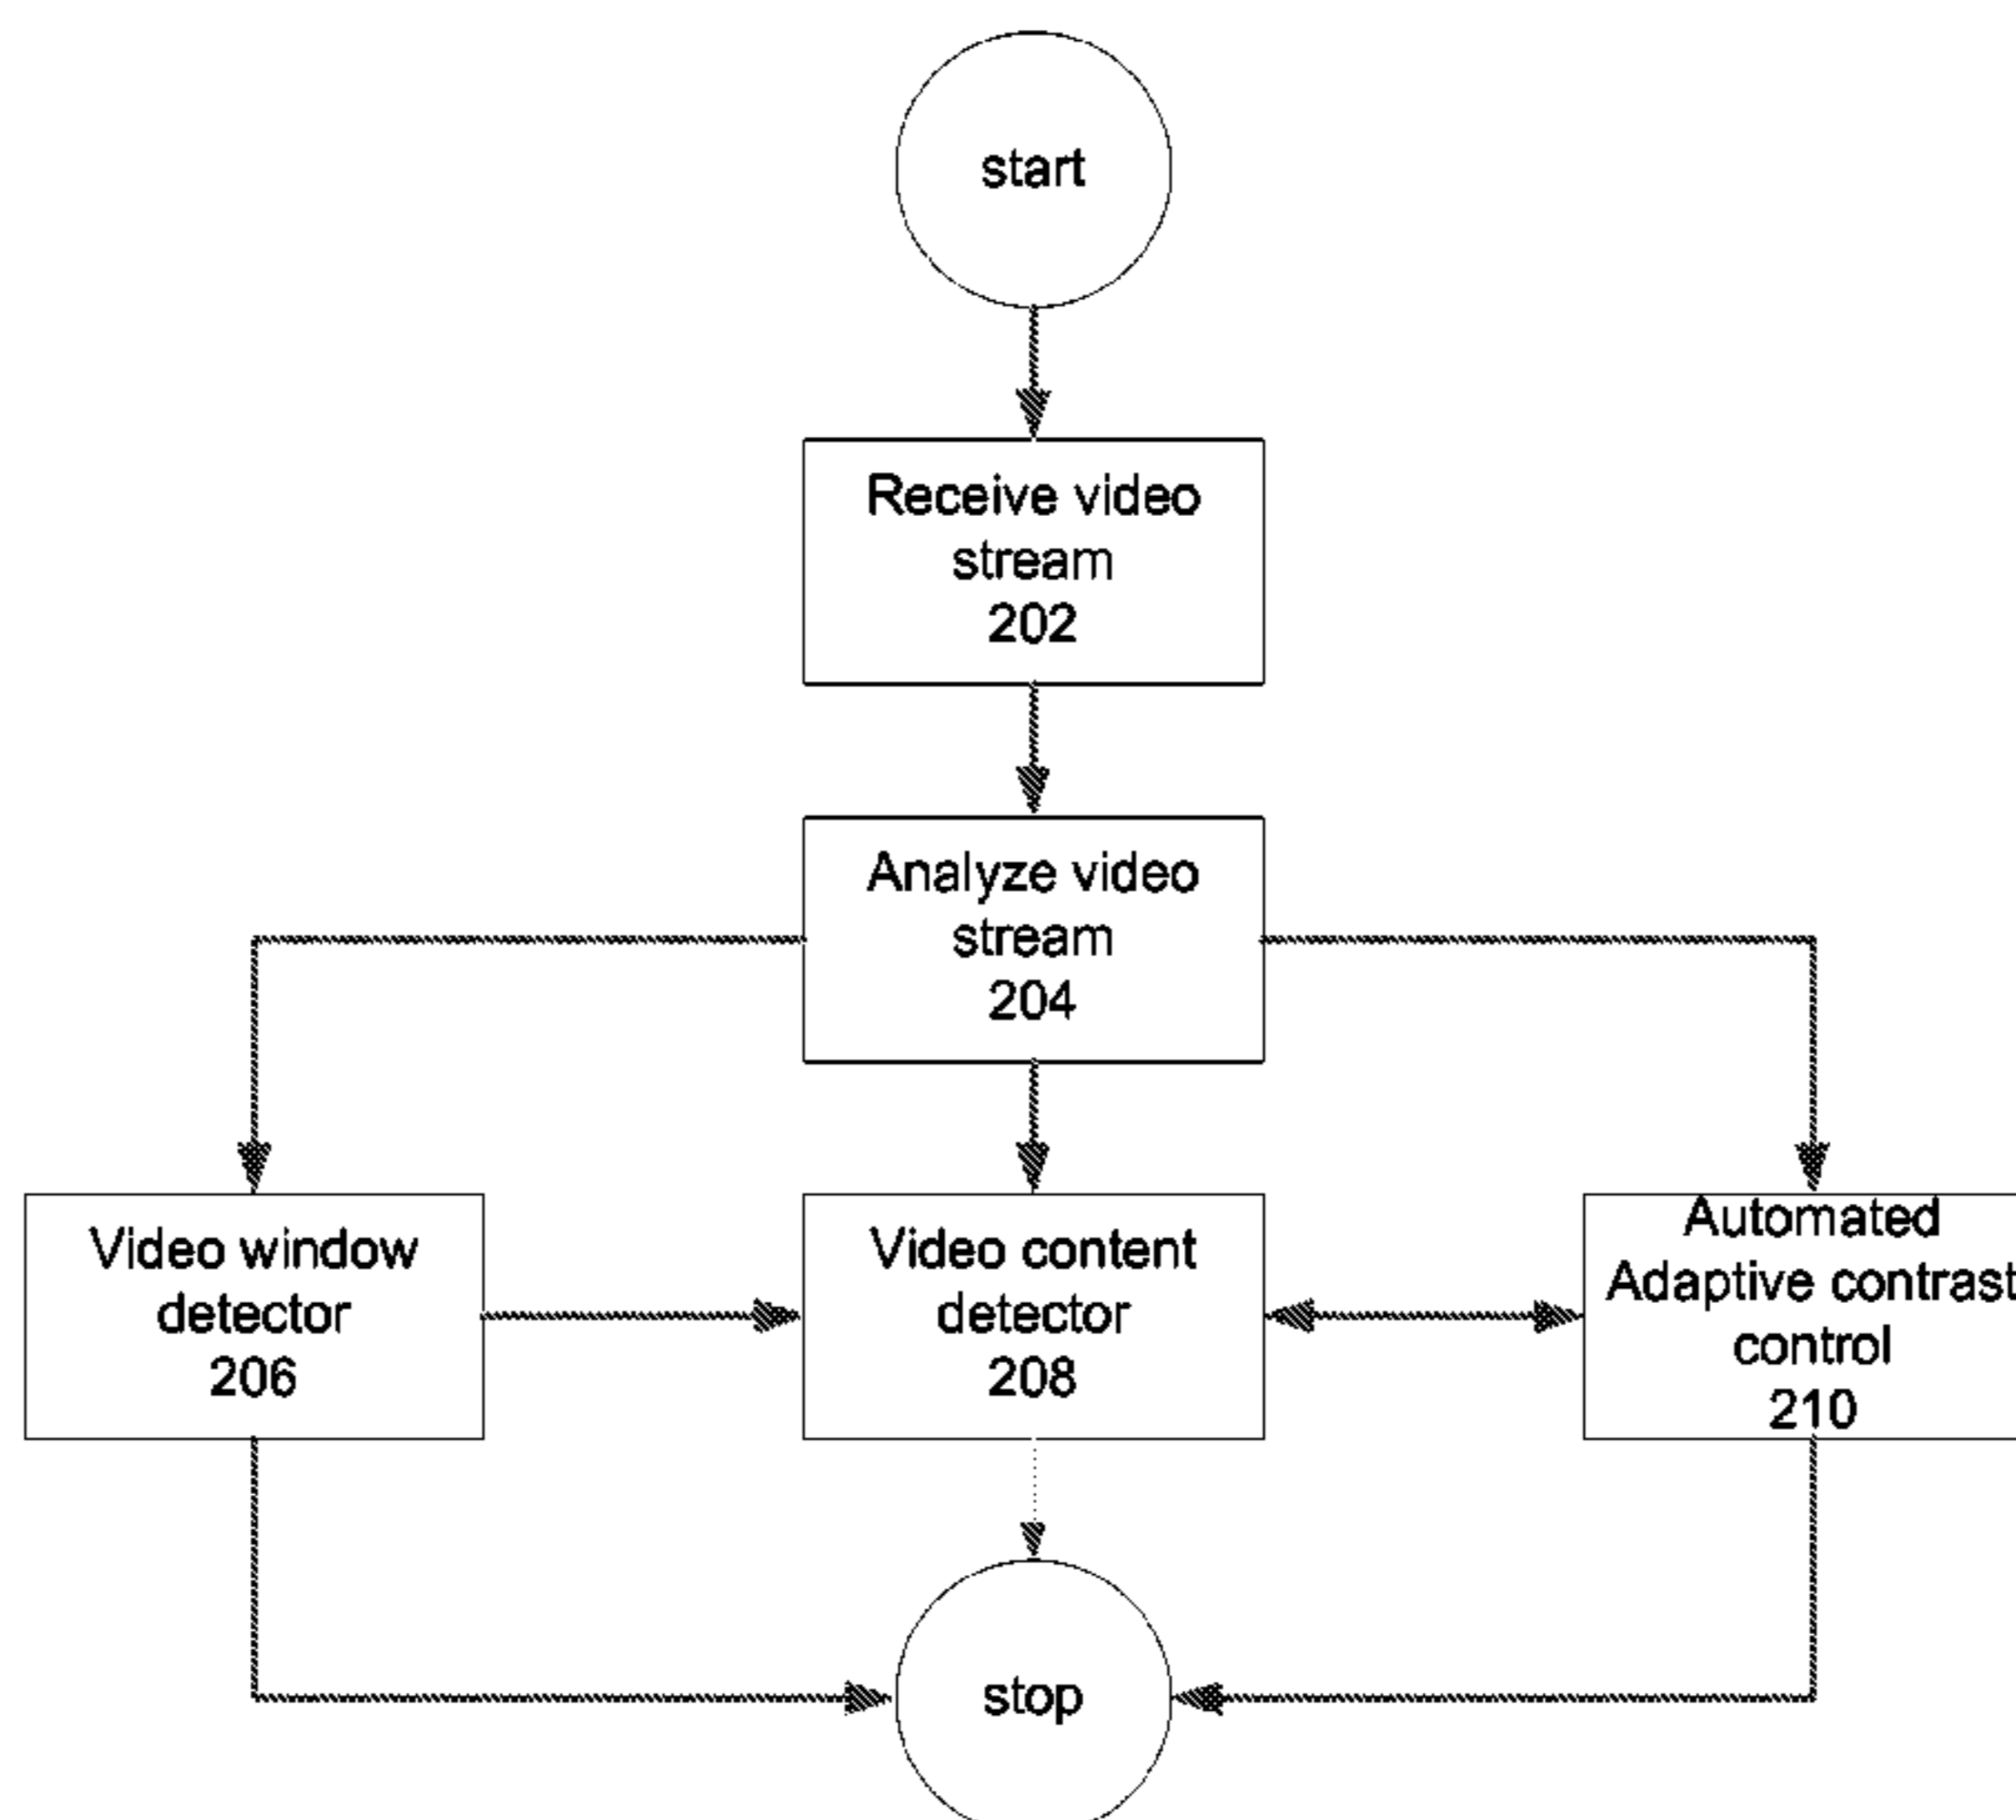 start
Receive video
stream
202
Analyze video
stream
204
Video window
detector
206
Video content
detector
208
Automated
Adaptive contrast
control
210
stop